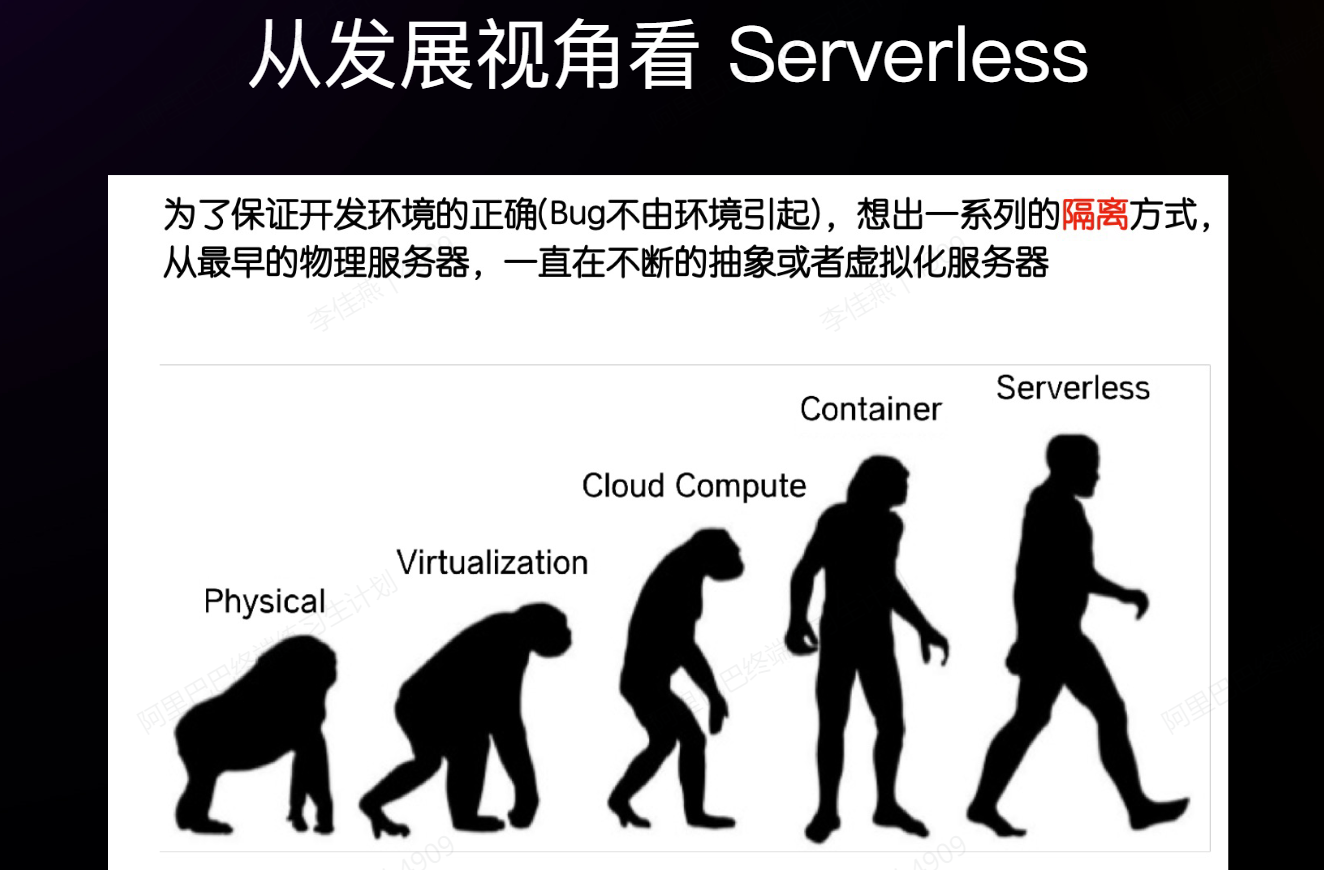 从发展视角看 Serverless
为了保证开发环境的正确(Bug不由环境引起)，想出一系列的隔离方式，
从最早的物理服务器，一直在不断的抽象或者虚拟化服务器
Serverless
Container
Cloud Compute
Virtualization
Physical
李佳燕
李佳燕
阿里巴巴终端练习生计划
阿里巴巴终端
阿里巴巴
4909
4909